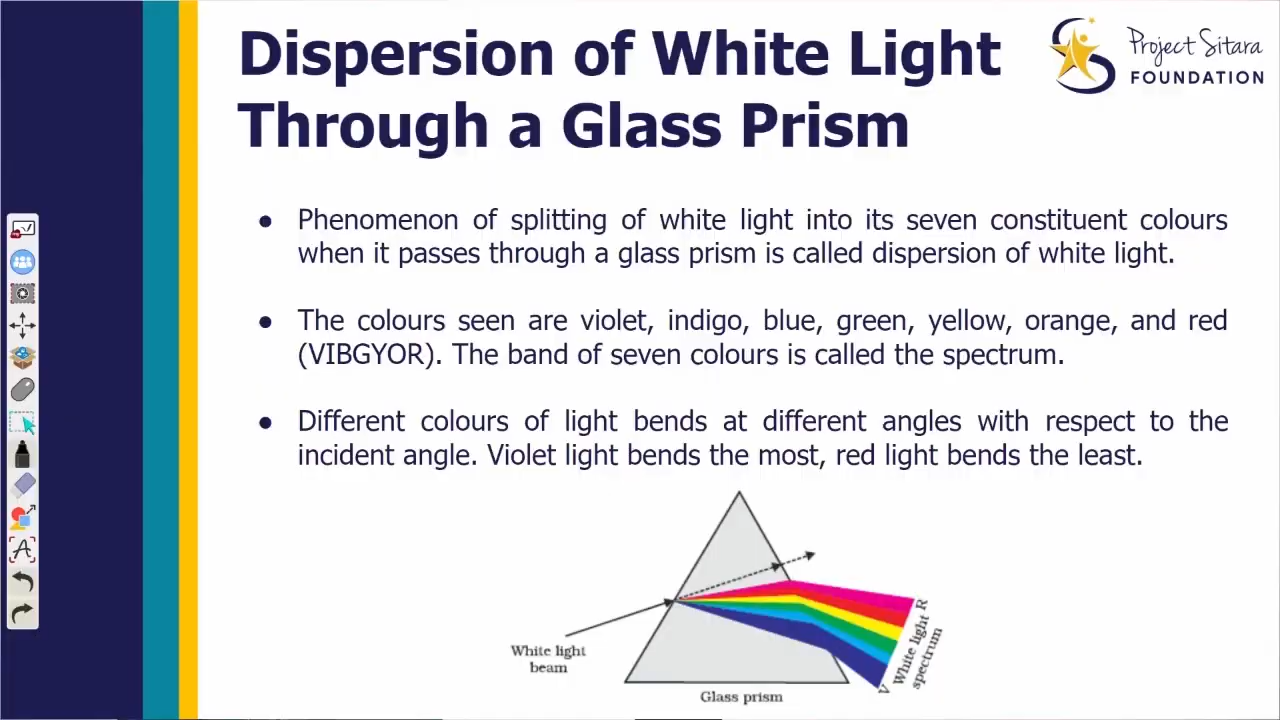 Dispersion of White Light
Through a Glass Prism
Project Sitara
FOUNDATION
● Phenomenon of splitting of white light into its seven constituent colours
when it passes through a glass prism is called dispersion of white light.
● The colours seen are violet, indigo, blue, green, yellow, orange, and red
(VIBGYOR). The band of seven colours is called the spectrum.
● Different colours of light bends at different angles with respect to the
incident angle. Violet light bends the most, red light bends the least.
White light
beam
Glass prism
R
White light
spectrum
V